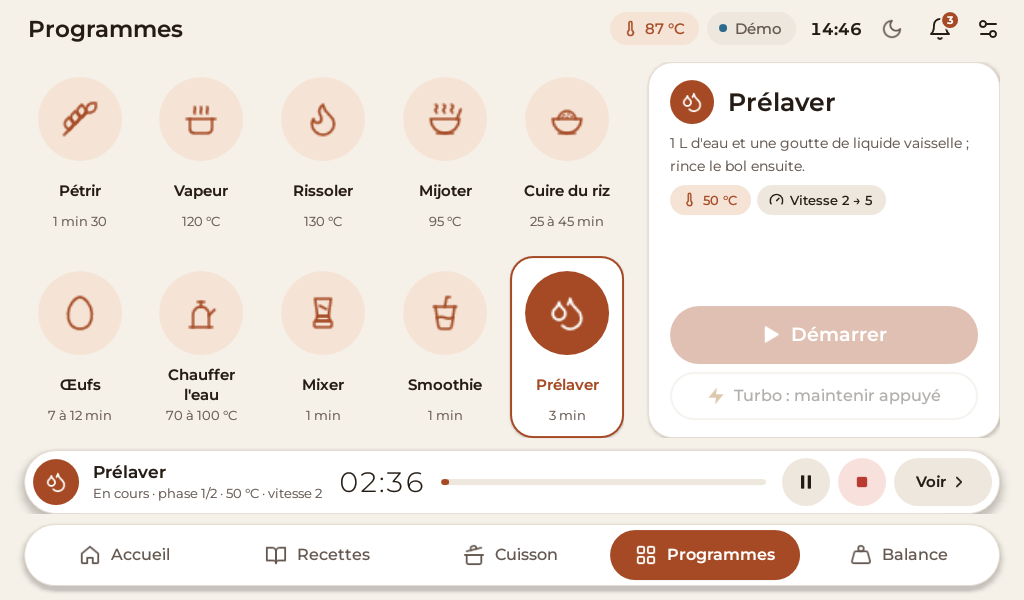 Programmes
87 °C
Démo
14:46
3
Pétrir
1 min 30
Vapeur
120 °C
Rissoler
130 °C
Mijoter
95 °C
Cuire du riz
25 à 45 min
Œufs
7 à 12 min
Chauffer
l'eau
70 à 100 °C
Mixer
1 min
Smoothie
1 min
Prélaver
3 min
Prélaver
1 L d'eau et une goutte de liquide vaisselle ;
rince le bol ensuite.
50 °C
Vitesse 2 → 5
Démarrer
Turbo : maintenir appuyé
Prélaver
En cours · phase 1/2 · 50 °C · vitesse 2
02:36
Voir
Accueil
Recettes
Cuisson
Programmes
Balance